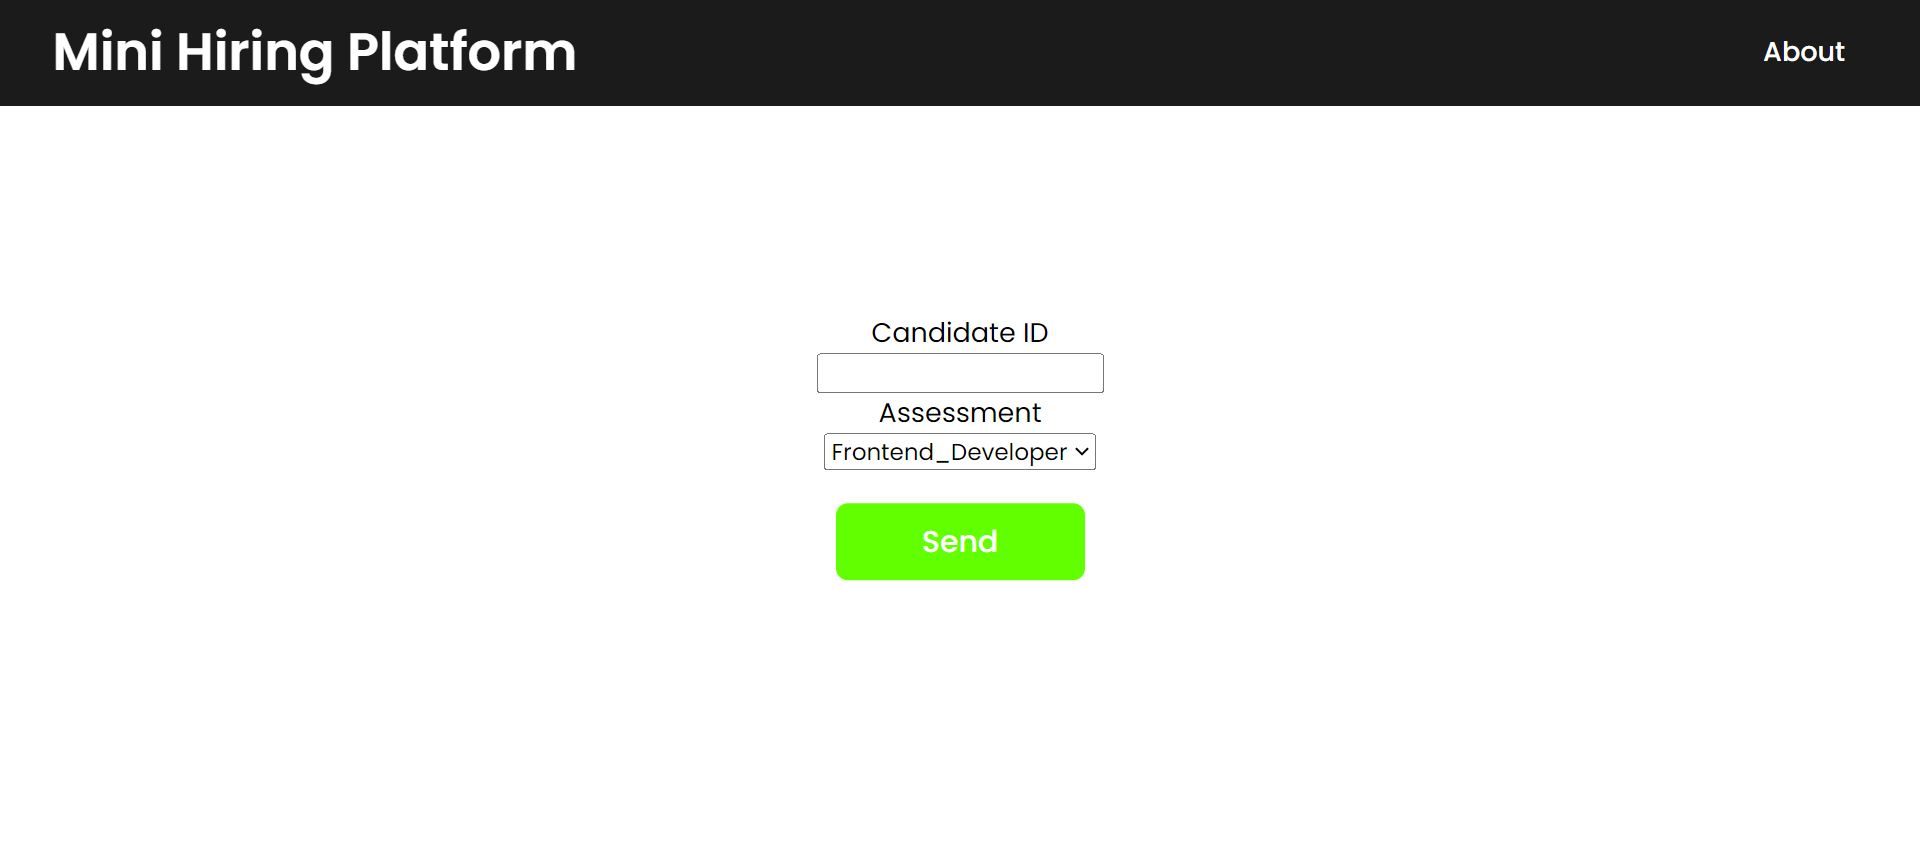 Mini Hiring Platform
About
Candidate ID
Assessment
Frontend_Developer
Send